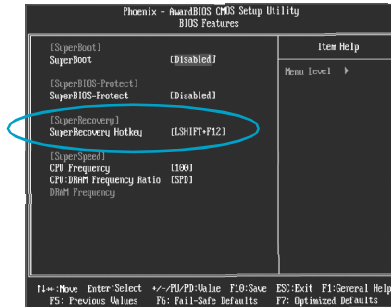 Phoenix - AwardBIOS CMOS Setup Utility
BIOS Features
[SuperBoot]
SuperBoot [Disabled]
[SuperBIOS-Protect]
SuperBIOS-Protect [Disabled]
[SuperRecovery]
SuperRecovery Hotkey [LSHIFT+F12]
[SuperSpeed]
CPU Frequency [100]
CPU:DRAM Frequency Ratio [SPD]
DRAM Frequency
Item Help
Menu level ▸
↑↓↔:Move Enter:Select +/-/PU/PD:Value F10:Save ESC:Exit F1:General Help
F5: Previous Values F6: Fail-Safe Defaults F7: Optimized Defaults